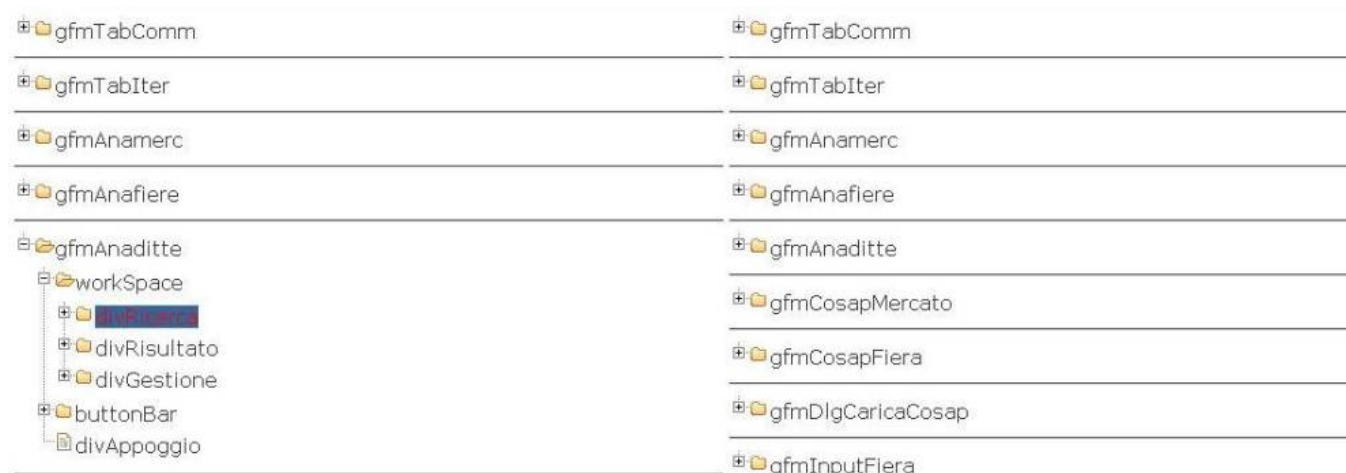 gfmTabComm
gfmTabIter
gfmAnamerc
gfmAnafiere
gfmAnaditte
workSpace
divRicerca
divRisultato
divGestione
buttonBar
divAppoggio
gfmTabComm
gfmTabIter
gfmAnamerc
gfmAnafiere
gfmAnaditte
gfmCosapMercato
gfmCosapFiera
gfmDlgCaricaCosap
gfmInputFiera